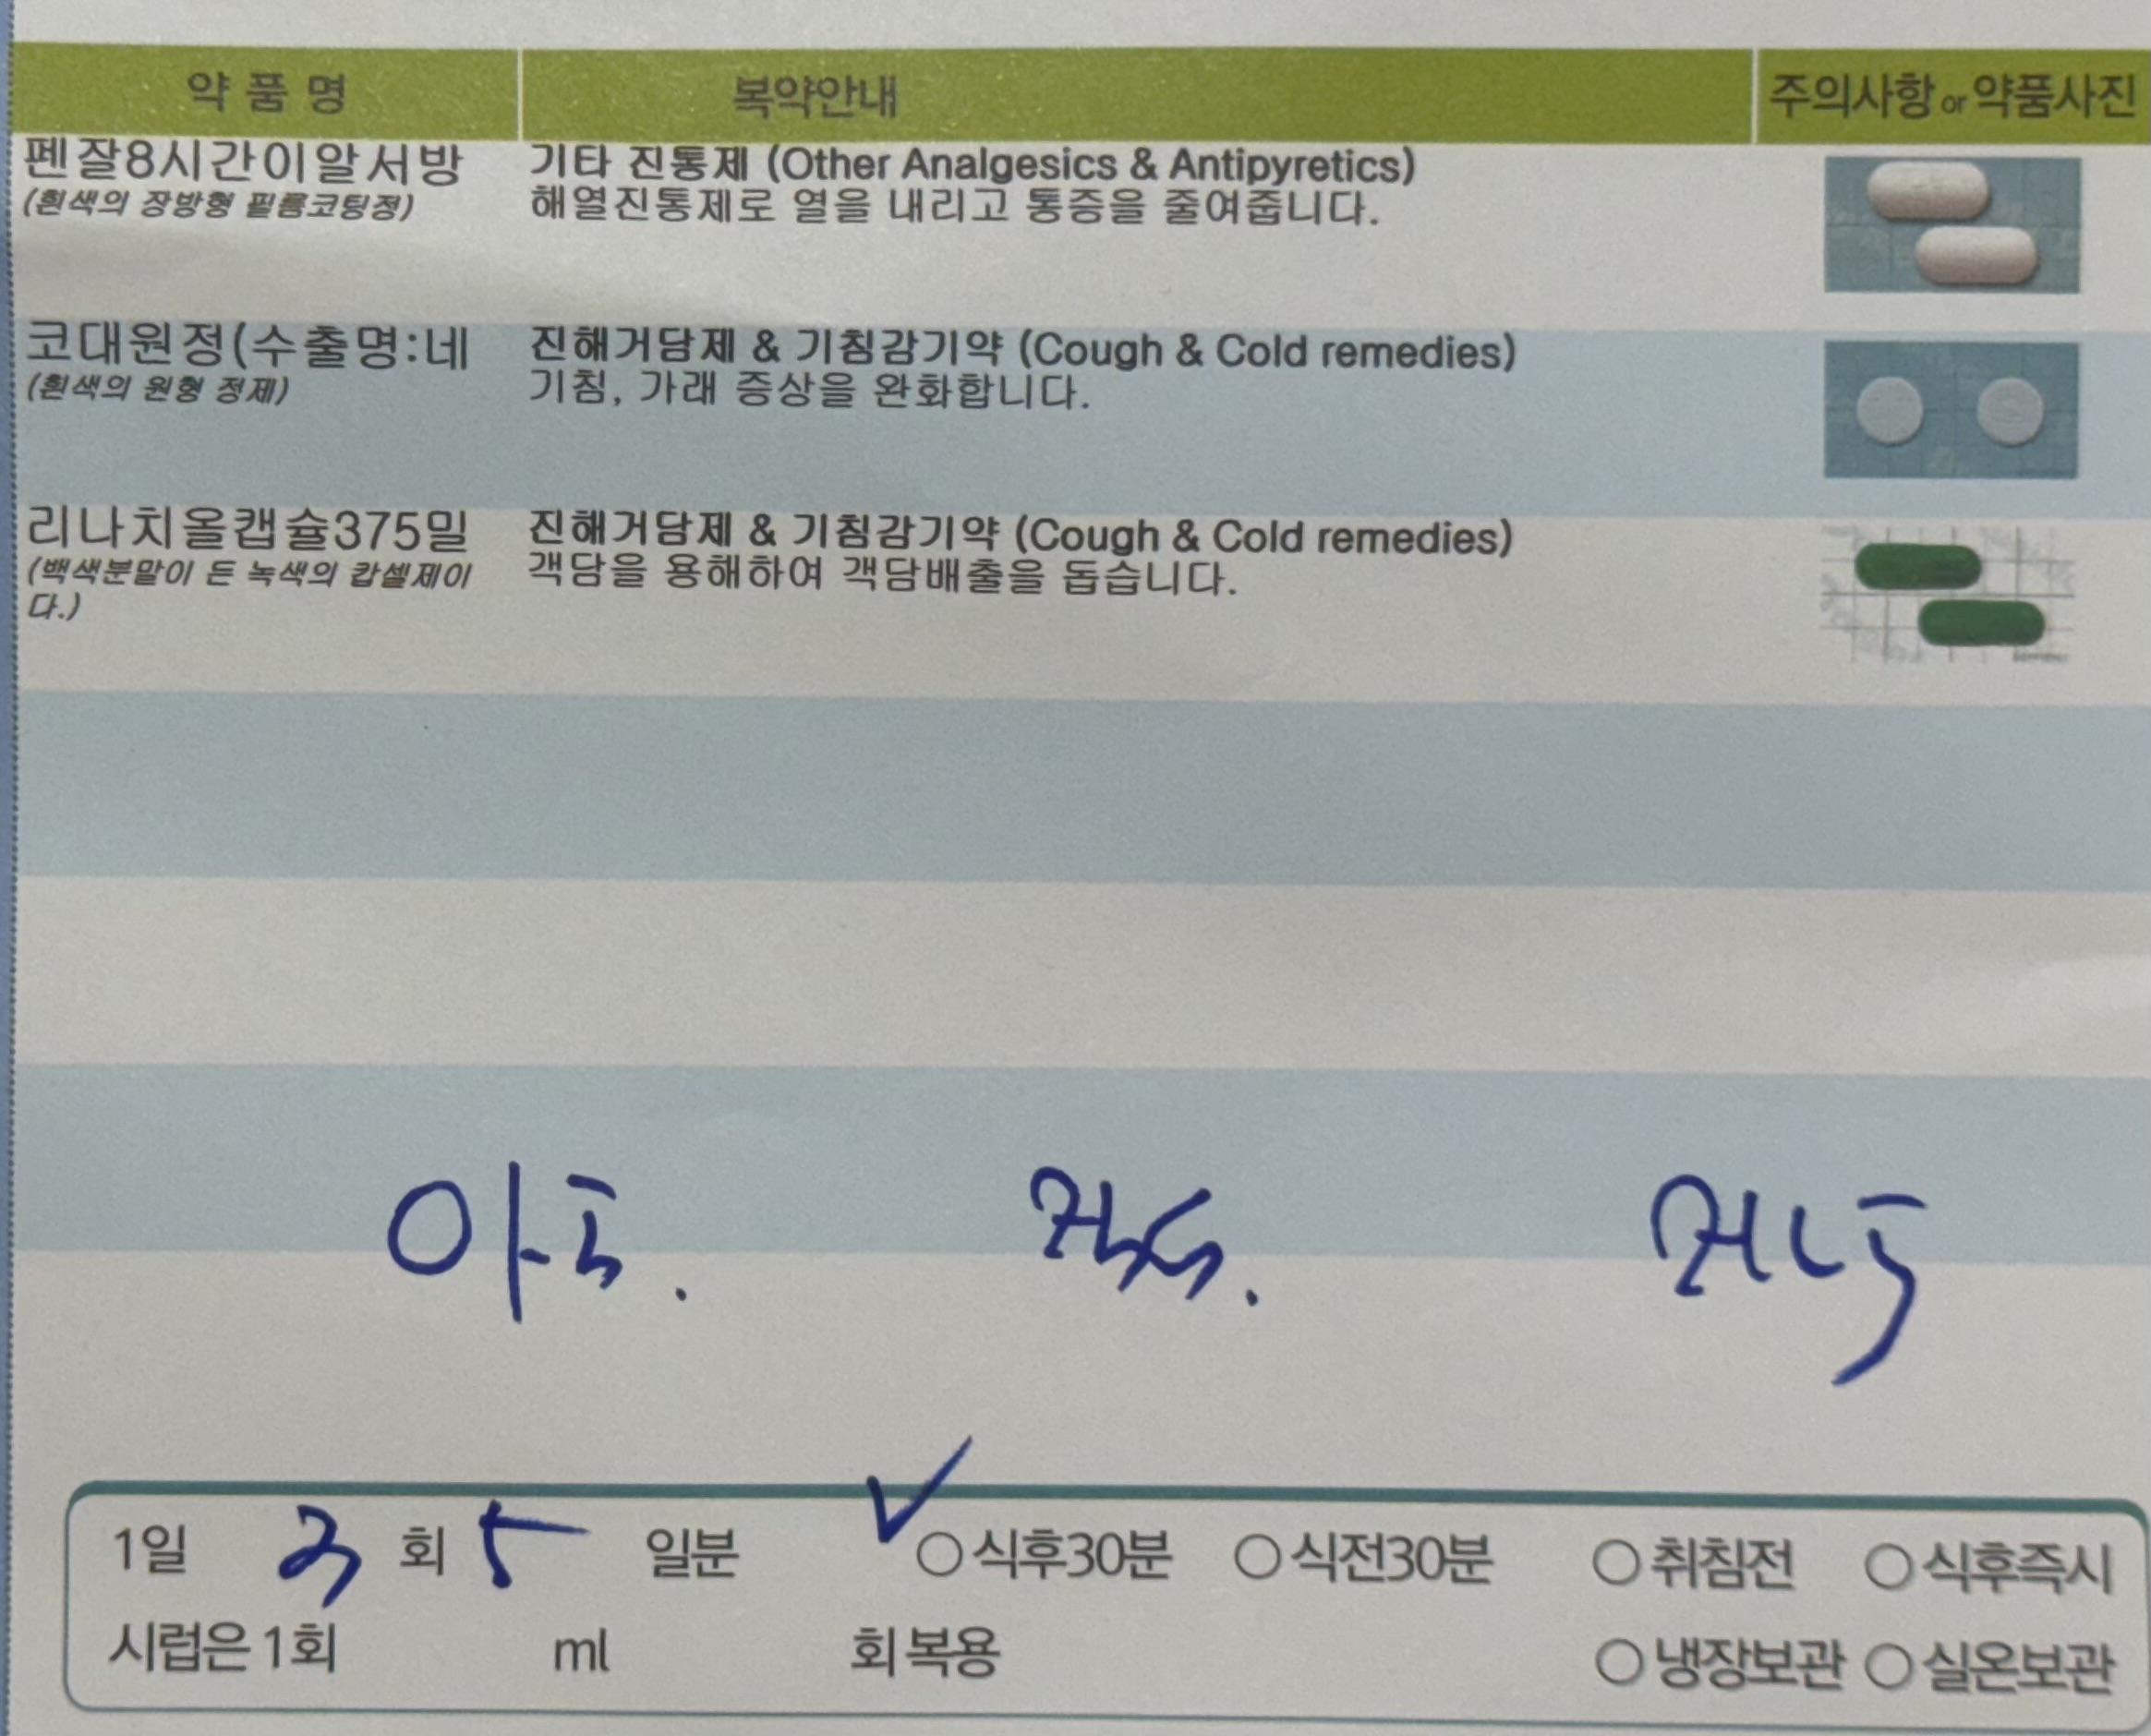 약 품 명 복약안내 주의사항 or 약품사진
펜잘8시간이알서방 기타 진통제 (Other Analgesics & Antipyretics)
(흰색의 장방형 필름코팅정) 해열진통제로 열을 내리고 통증을 줄여줍니다.
코대원정(수출명:네 진해거담제 & 기침감기약 (Cough & Cold remedies)
(흰색의 원형 정제) 기침, 가래 증상을 완화합니다.
리나치올캡슐375밀 진해거담제 & 기침감기약 (Cough & Cold remedies)
(백색분말이 든 녹색의 캅셀제이 객담을 용해하여 객담배출을 돕습니다.
다.)
1일 3 회 5 일분 ✓ ○ 식후30분 ○ 식전30분 ○ 취침전 ○ 식후즉시
시럽은 1회 ml 회 복용 ○ 냉장보관 ○ 실온보관